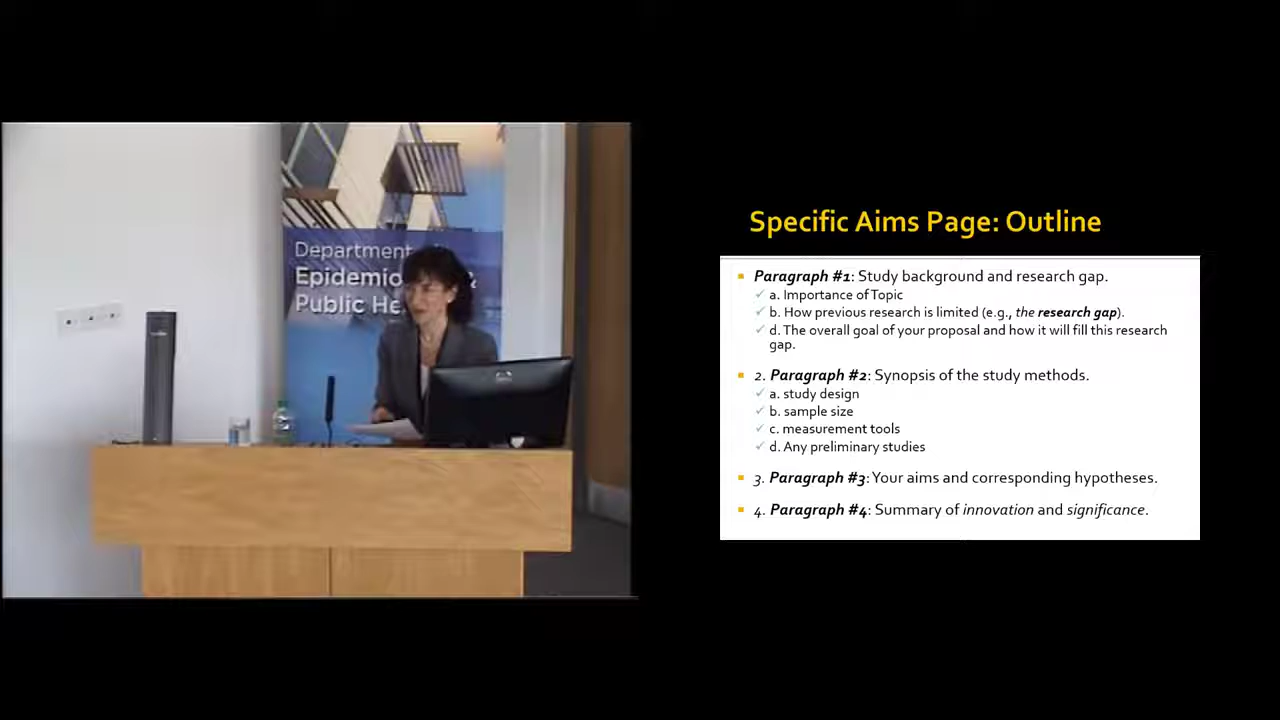 Department
Epidemio &
Public He
Specific Aims Page: Outline
Paragraph #1: Study background and research gap.
a. Importance of Topic
b. How previous research is limited (e.g., the research gap).
d. The overall goal of your proposal and how it will fill this research
gap.
2. Paragraph #2: Synopsis of the study methods.
a. study design
b. sample size
c. measurement tools
d. Any preliminary studies
3. Paragraph #3: Your aims and corresponding hypotheses.
4. Paragraph #4: Summary of innovation and significance.